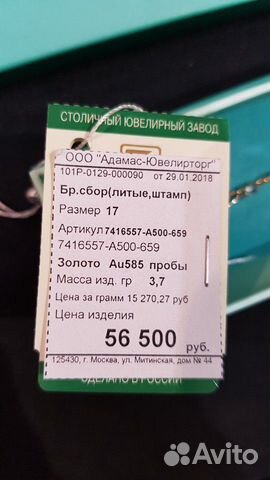 СТОЛИЧНЫЙ ЮВЕЛИРНЫЙ ЗАВОД
ООО "Адамас-Ювелирторг"
101Р-0129-000090 от 29.01.2018
Бр.сбор(литые,штамп)
Размер 17
Артикул 7416557-А500-659
7416557-А500-659
Золото Au585 пробы
Масса изд. гр 3,7
Цена за грамм 15 270,27 руб
Цена изделия
56 500 руб.
125430, г. Москва, ул. Митинская, дом № 44
СДЕЛАНО В РОССИИ
Avito